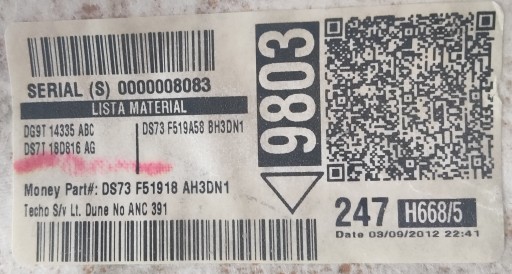 SERIAL (S) 0000008083
LISTA MATERIAL
DG9T 14335 ABC
DS73 F519A58 BH3DN1
DS7T 18D816 AG
Money Part#: DS73 F51918 AH3DN1
Techo S/v Lt. Dune No ANC 391
9803
247 H668/5
Date 09/09/2012 22:41